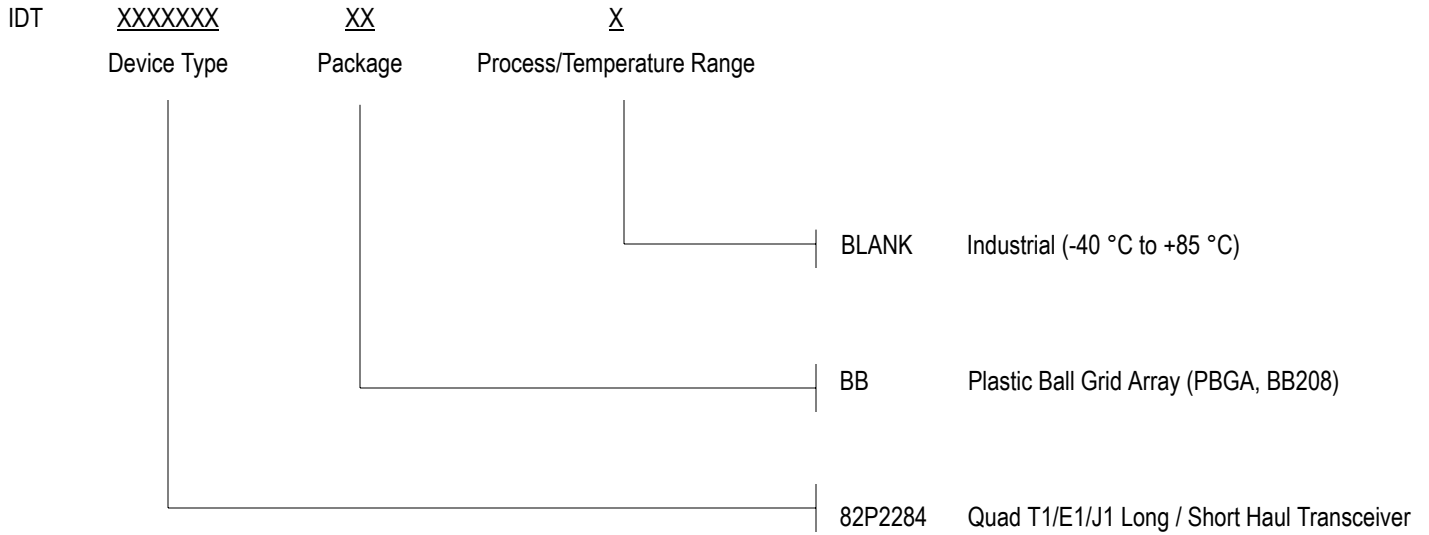 IDT XXXXXXX XX X
Device Type Package Process/Temperature Range
BLANK Industrial (-40 °C to +85 °C)
BB Plastic Ball Grid Array (PBGA, BB208)
82P2284 Quad T1/E1/J1 Long / Short Haul Transceiver